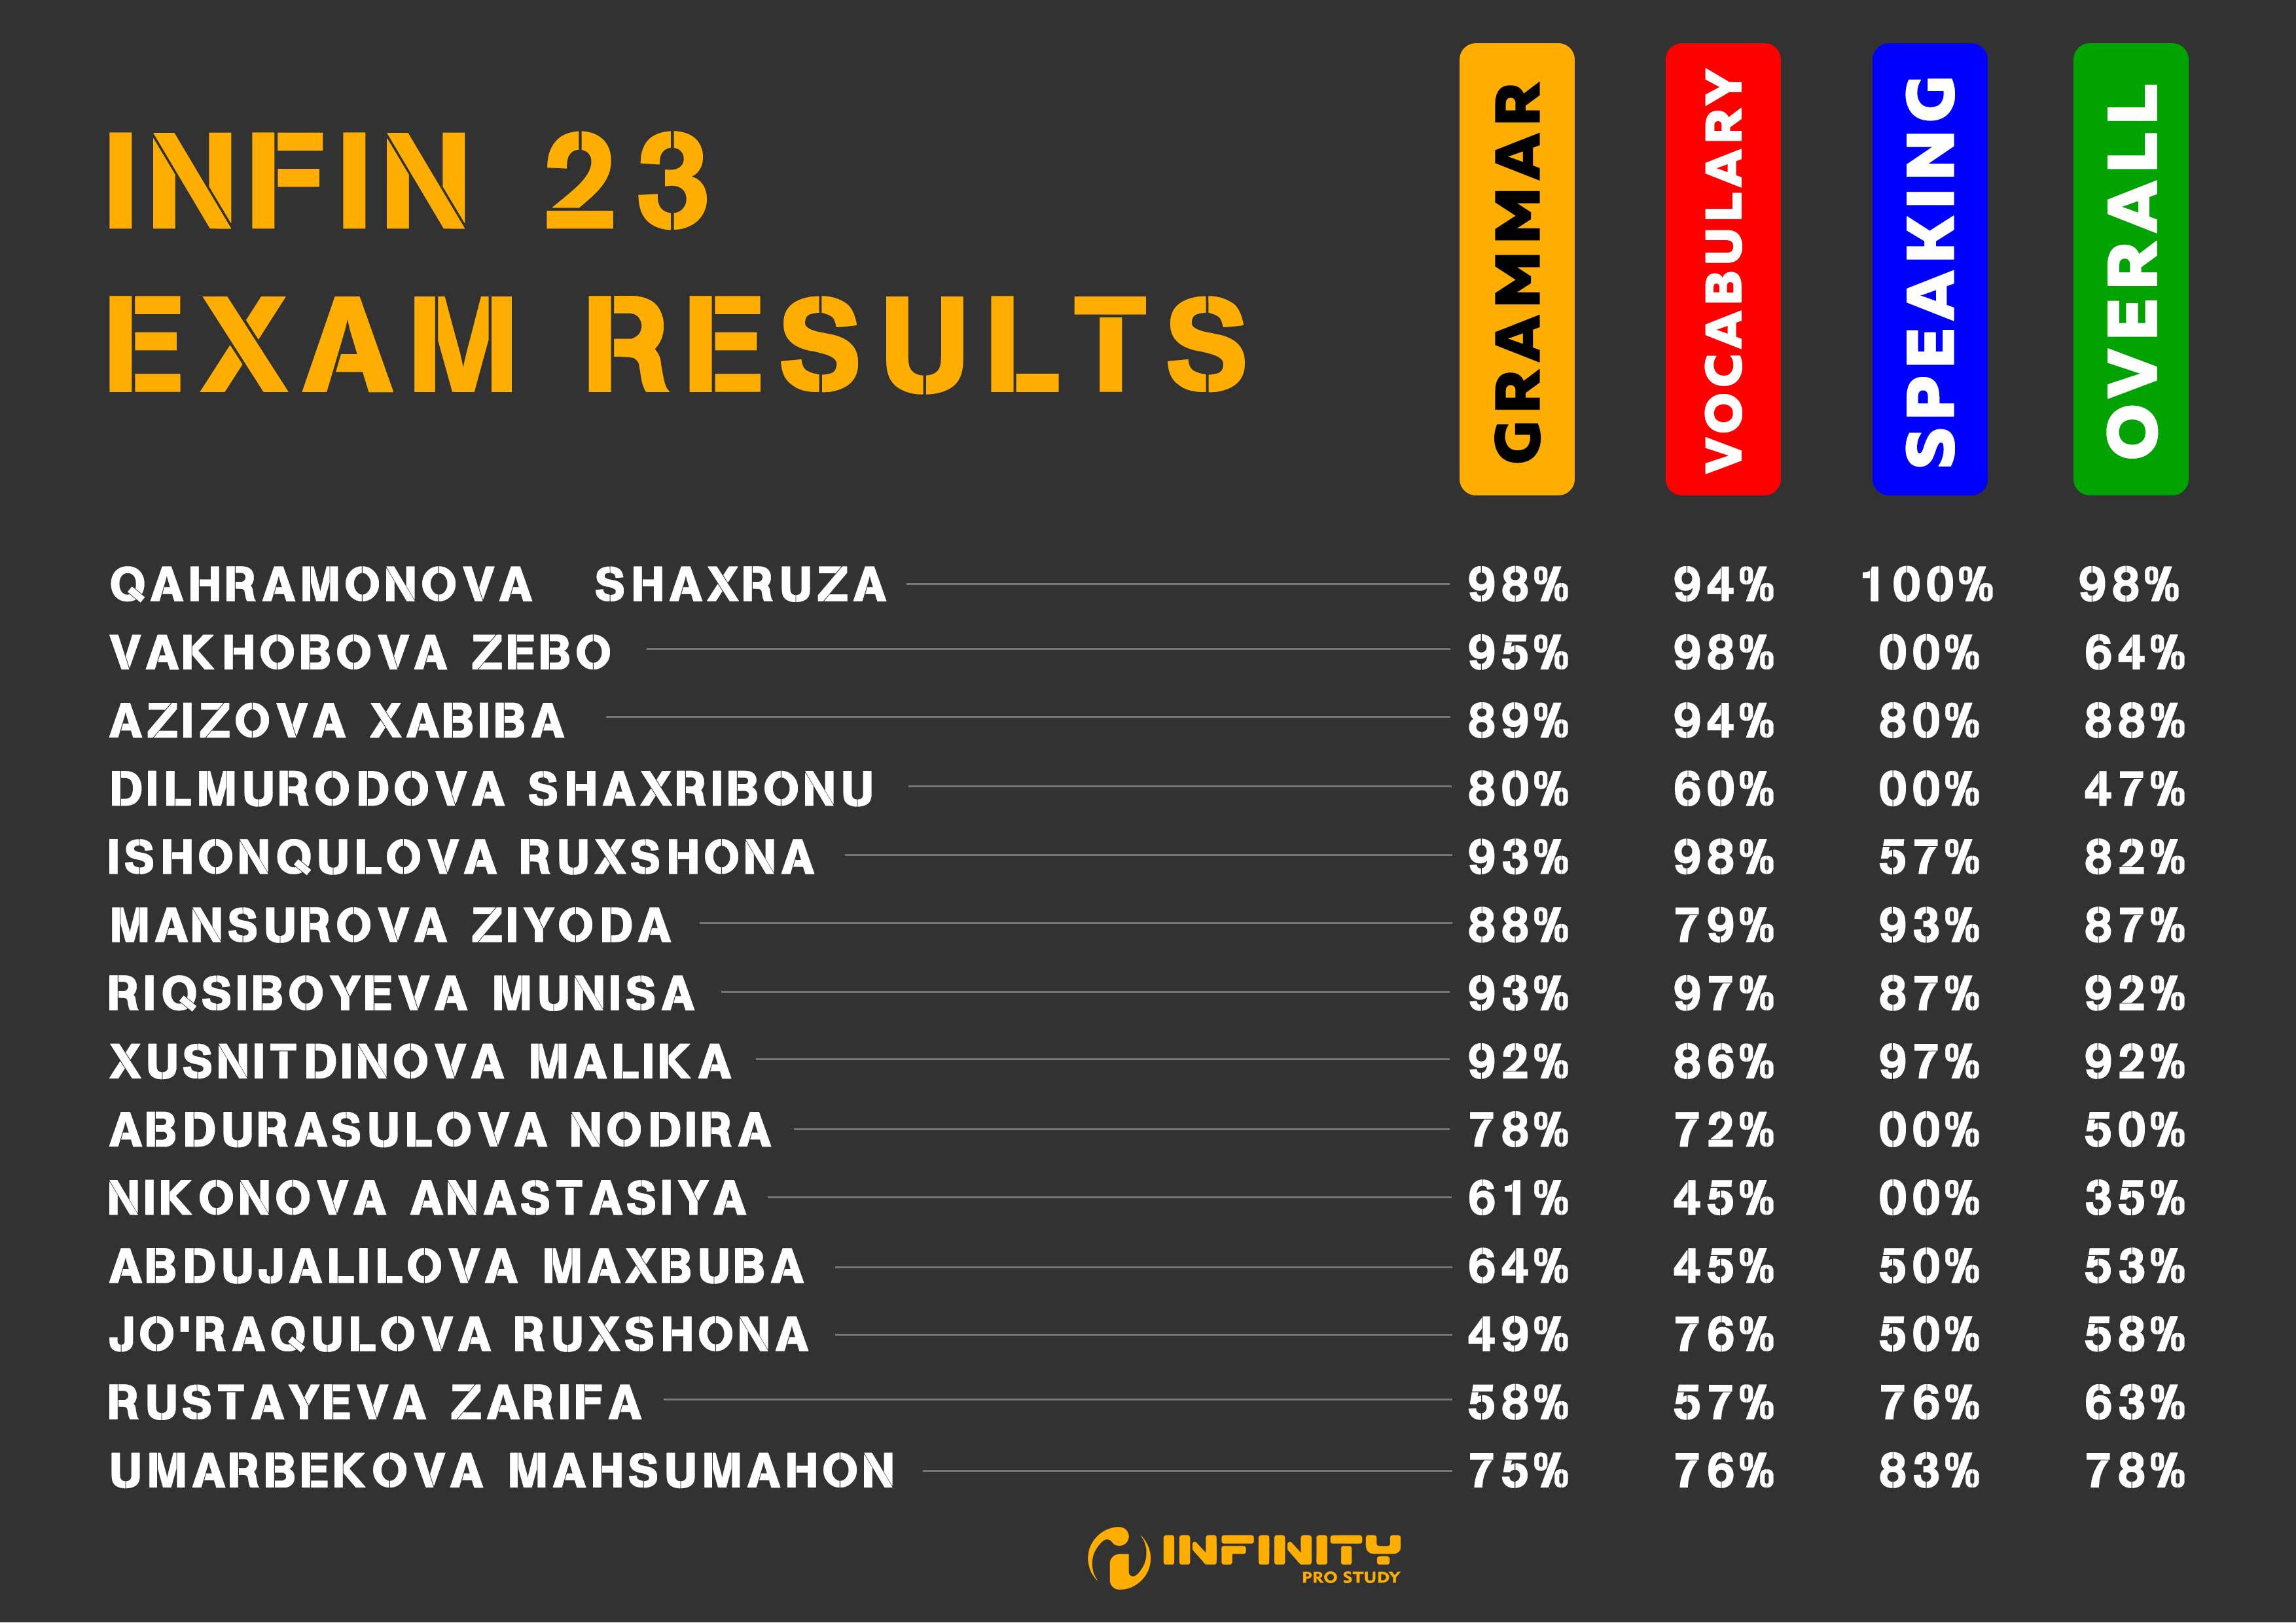 INFIN 23
EXAM RESULTS
GRAMMAR VOCABULARY SPEAKING OVERALL
QAHRAMONOVA SHAXRUZA 98% 94% 100% 98%
VAKHOBOVA ZEBO 95% 98% 00% 64%
AZIZOVA XABIBA 89% 94% 80% 88%
DILMURODOVA SHAXRIBONU 80% 60% 00% 47%
ISHONQULOVA RUXSHONA 93% 98% 57% 82%
MANSUROVA ZIYODA 88% 79% 93% 87%
RIQSIBOYEVA MUNISA 93% 97% 87% 92%
XUSNITDINOVA MALIKA 92% 86% 97% 92%
ABDURASULOVA NODIRA 78% 72% 00% 50%
NIKONOVA ANASTASIYA 61% 45% 00% 35%
ABDUJALILOVA MAXBUBA 64% 45% 50% 53%
JO'RAQULOVA RUXSHONA 49% 76% 50% 58%
RUSTAYEVA ZARIFA 58% 57% 76% 63%
UMARBEKOVA MAHSUMAHON 75% 76% 83% 78%
INFINITY
PRO STUDY